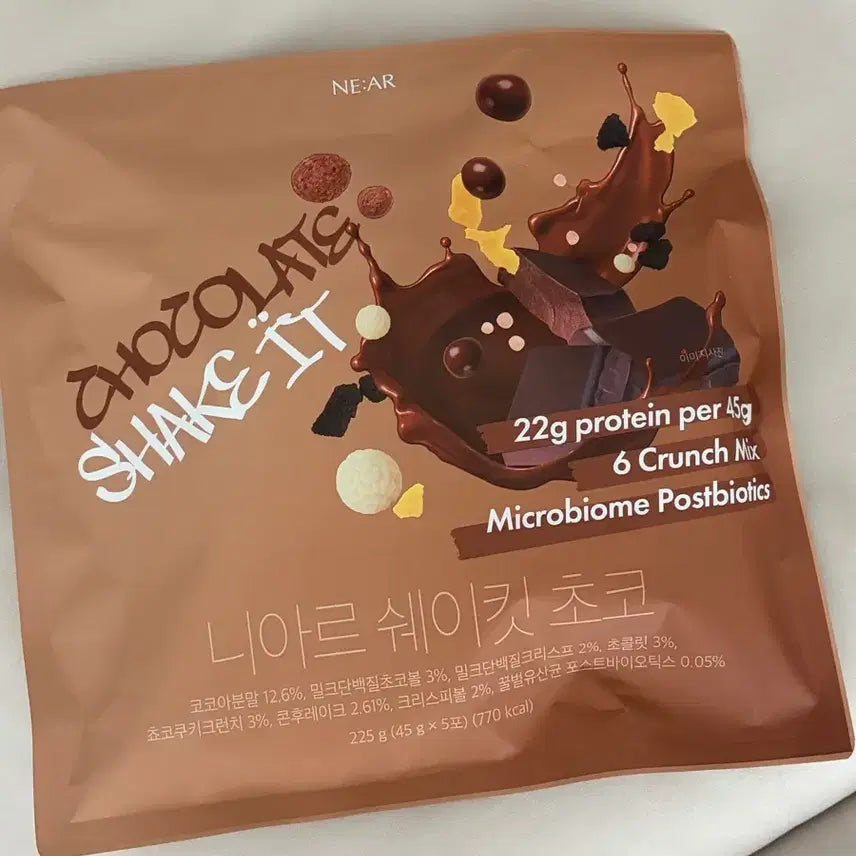 NE:AR
CHOCOLATE
SHAKE ÏT
이미지사진
22g protein per 45g
6 Crunch Mix
Microbiome Postbiotics
니아르 쉐이킷 초코
코코아분말 12.6%, 밀크단백질초코볼 3%, 밀크단백질크리스프 2%, 초콜릿 3%,
쵸코쿠키크런치 3%, 콘후레이크 2.61%, 크리스피볼 2%, 꿀벌유산균 포스트바이오틱스 0.05%
225 g (45 g × 5포) (770 kcal)